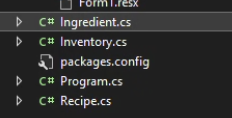 Form1.resx
C# Ingredient.cs
C# Inventory.cs
packages.config
C# Program.cs
C# Recipe.cs